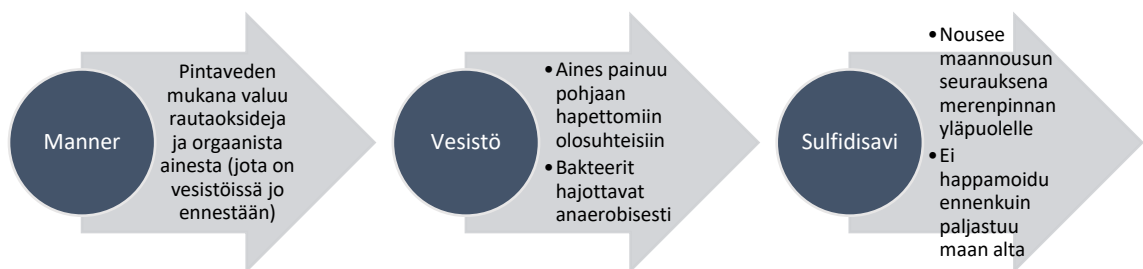 Manner
Pintaveden
mukana valuu
rautaoksideja
ja orgaanista
ainesta (jota on
vesistöissä jo
ennestään)
Vesistö
•Aines painuu
pohjaan
hapettomiin
olosuhteisiin
•Bakteerit
hajottavat
anaerobisesti
Sulfidisavi
•Nousee
maannousun
seurauksena
merenpinnan
yläpuolelle
•Ei
happamoidu
ennenkuin
paljastuu
maan alta